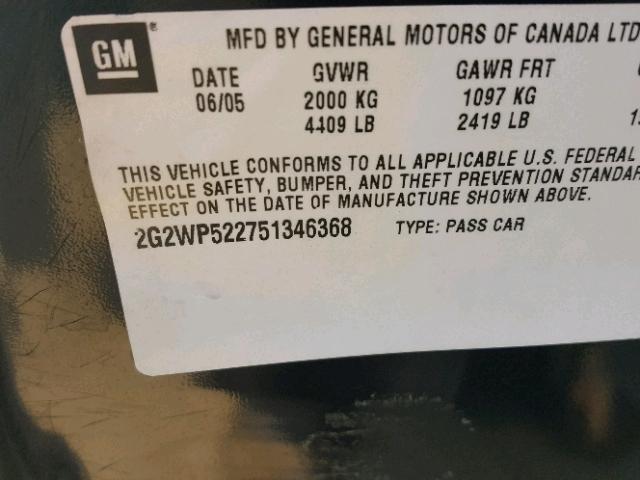 GM ® MFD BY GENERAL MOTORS OF CANADA LTD
DATE GVWR GAWR FRT
06/05 2000 KG 1097 KG
4409 LB 2419 LB
THIS VEHICLE CONFORMS TO ALL APPLICABLE U.S. FEDERAL
VEHICLE SAFETY, BUMPER, AND THEFT PREVENTION STANDAR
EFFECT ON THE DATE OF MANUFACTURE SHOWN ABOVE.
2G2WP522751346368 TYPE: PASS CAR